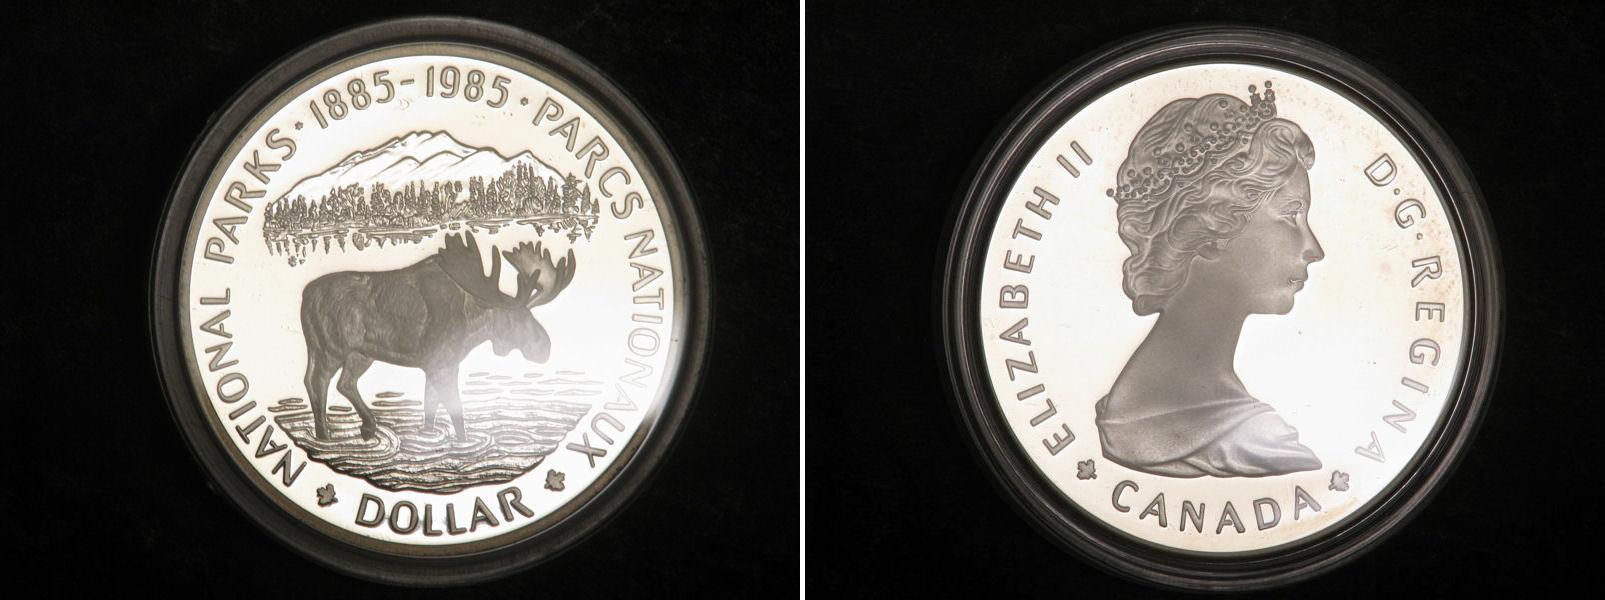 NATIONAL PARKS · 1885-1985 · PARCS NATIONAUX
DOLLAR
ELIZABETH II
D·G·REGINA
CANADA